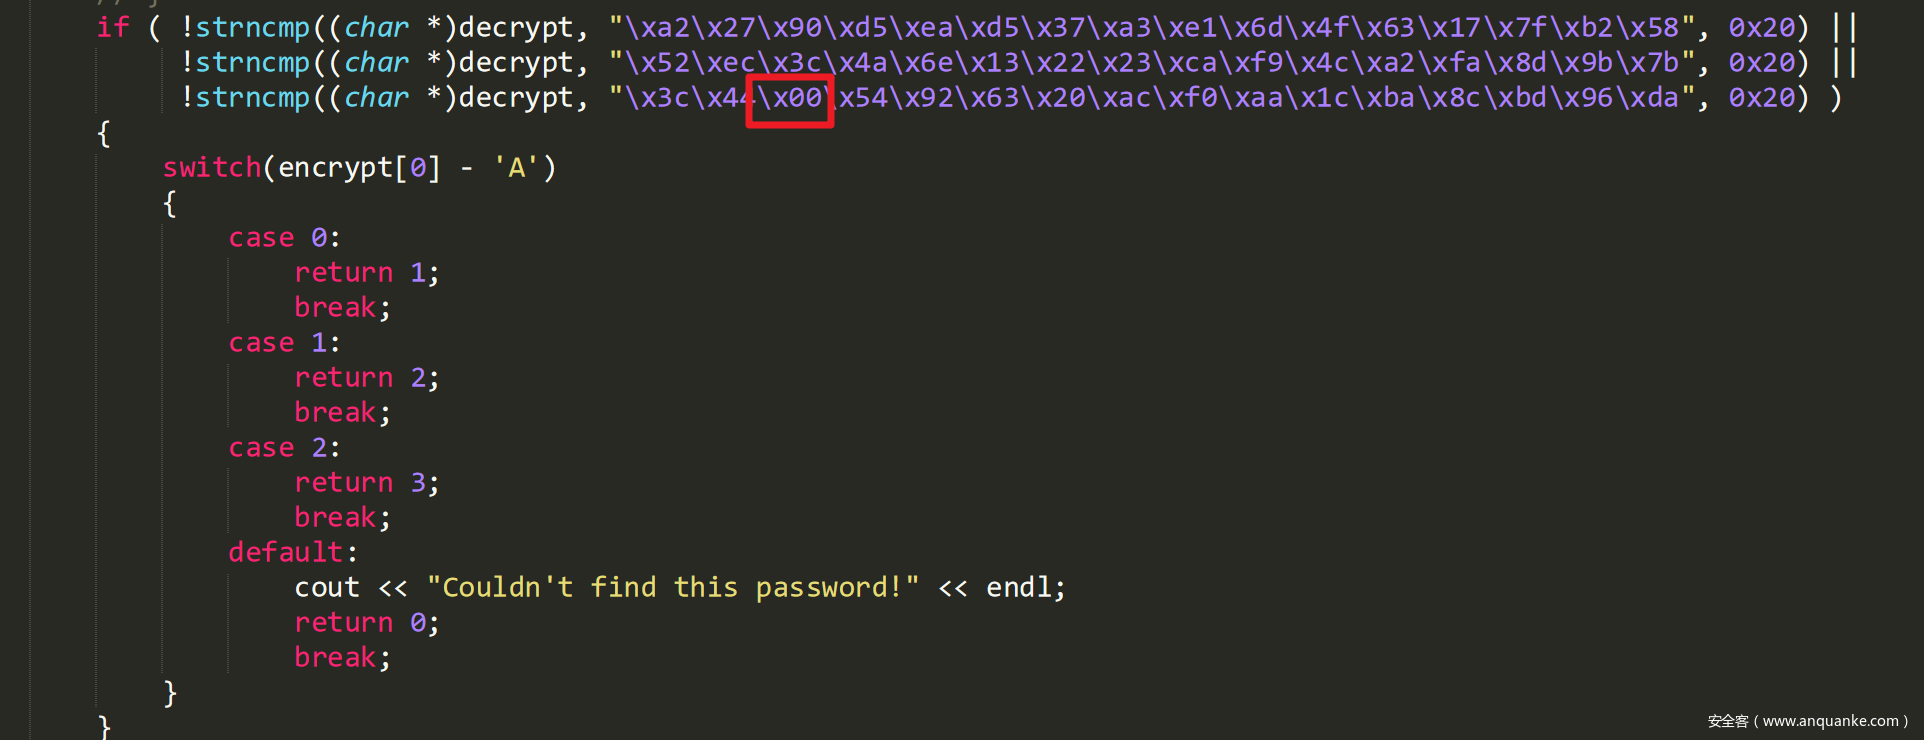 if ( !strncmp((char *)decrypt, "\xa2\x27\x90\xd5\xea\xd5\x37\xa3\xe1\x6d\x4f\x63\x17\x7f\xb2\x58", 0x20) ||
!strncmp((char *)decrypt, "\x52\xec\x3c\x4a\x6e\x13\x22\x23\xca\xf9\x4c\xa2\xfa\x8d\x9b\x7b", 0x20) ||
!strncmp((char *)decrypt, "\x3c\x44\x00\x54\x92\x63\x20\xac\xf0\xaa\x1c\xba\x8c\xbd\x96\xda", 0x20) )
{
switch(encrypt[0] - 'A')
{
case 0:
return 1;
break;
case 1:
return 2;
break;
case 2:
return 3;
break;
default:
cout << "Couldn't find this password!" << endl;
return 0;
break;
}
}
安全客（www.anquanke.com）